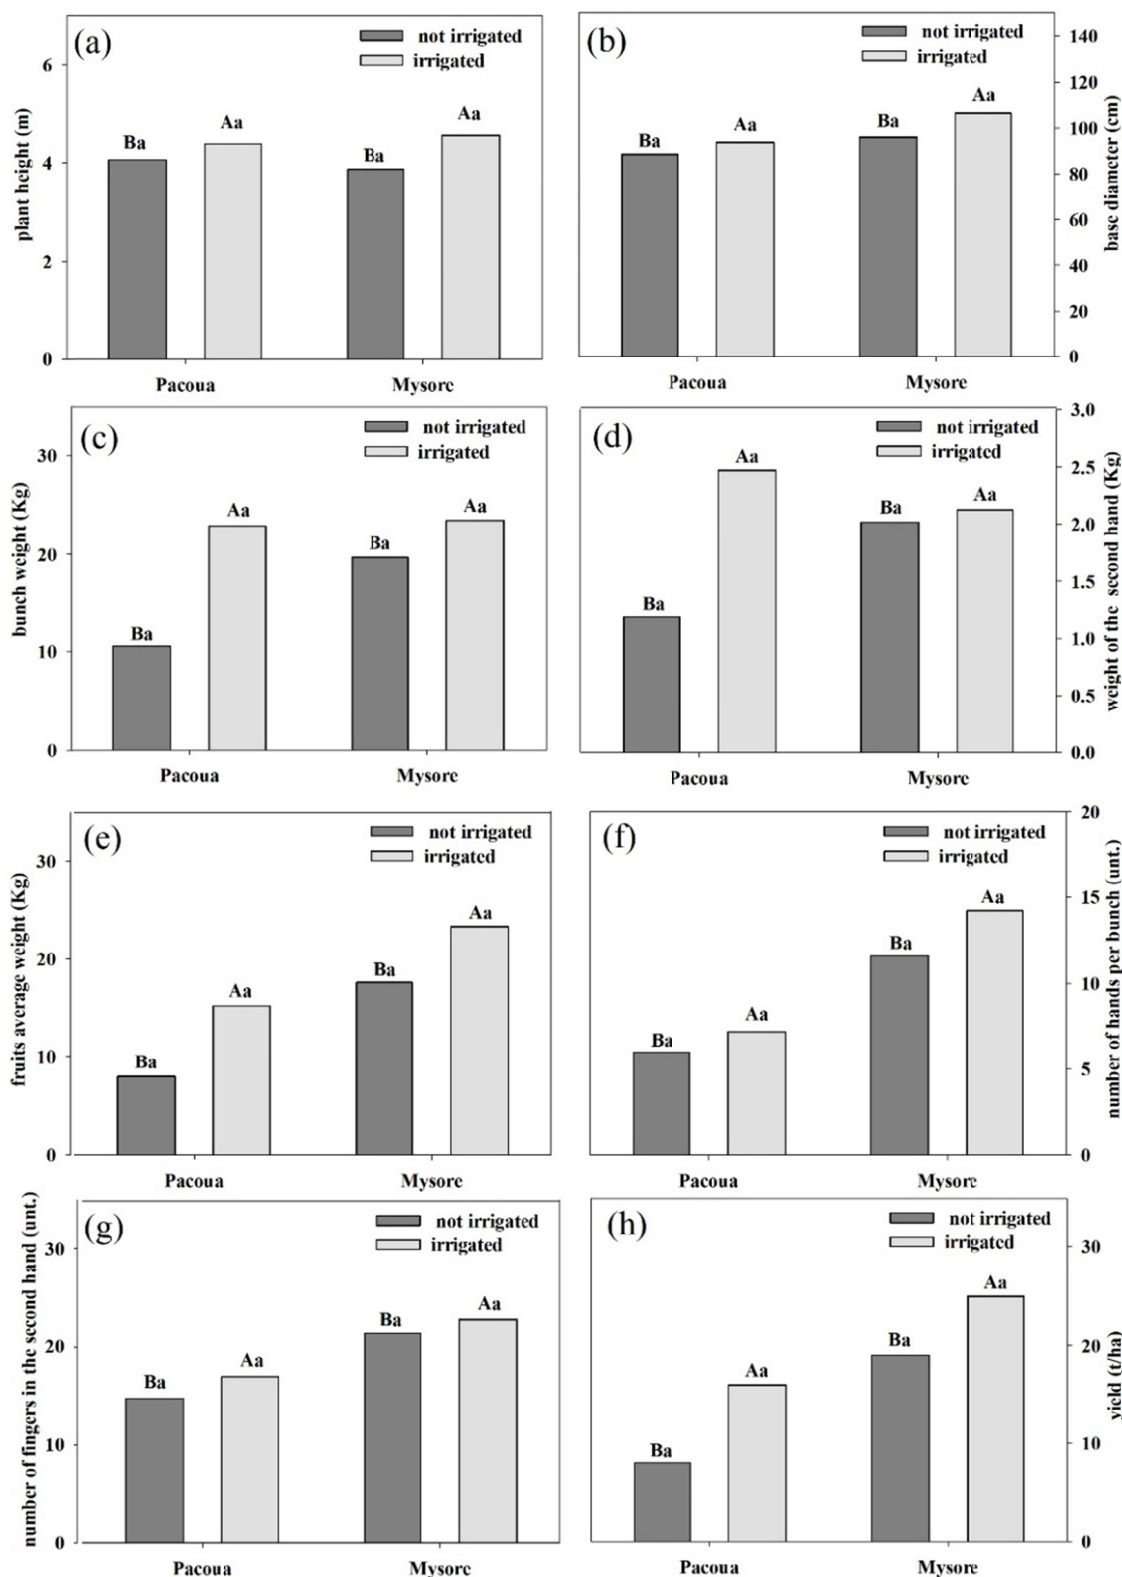 (a)
not irrigated
irrigated
plant height (m)
6
4
2
0
Ba
Aa
Ba
Aa
Pacoua
Mysore
(b)
not irrigated
irrigated
base diameter (cm)
140
120
100
80
60
40
20
0
Ba
Aa
Ba
Aa
Pacoua
Mysore
(c)
not irrigated
irrigated
bunch weight (Kg)
30
20
10
0
Ba
Aa
Ba
Aa
Pacoua
Mysore
(d)
not irrigated
irrigated
weight of the second hand (Kg)
3.0
2.5
2.0
1.5
1.0
0.5
0.0
Ba
Aa
Ba
Aa
Pacoua
Mysore
(e)
not irrigated
irrigated
fruits average weight (Kg)
30
20
10
0
Ba
Aa
Ba
Aa
Pacoua
Mysore
(f)
not irrigated
irrigated
number of hands per bunch (unt.)
20
15
10
5
0
Ba
Aa
Ba
Aa
Pacoua
Mysore
(g)
not irrigated
irrigated
number of fingers in the second hand (unt.)
30
20
10
0
Ba
Aa
Ba
Aa
Pacoua
Mysore
(h)
not irrigated
irrigated
yield (t/ha)
30
20
10
0
Ba
Aa
Ba
Aa
Pacoua
Mysore